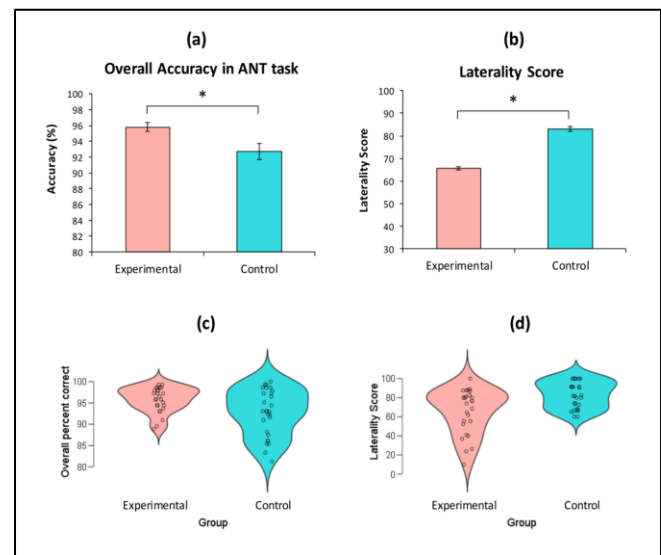 (a)
Overall Accuracy in ANT task
*
Accuracy (%)
100
98
96
94
92
90
88
86
84
82
80
Experimental Control
(b)
Laterality Score
*
Laterality Score
100
90
80
70
60
50
40
30
Experimental Control
(c)
Overall percent correct
100
95
90
85
80
Experimental Control
Group
(d)
Laterality Score
100
80
60
40
20
0
Experimental Control
Group